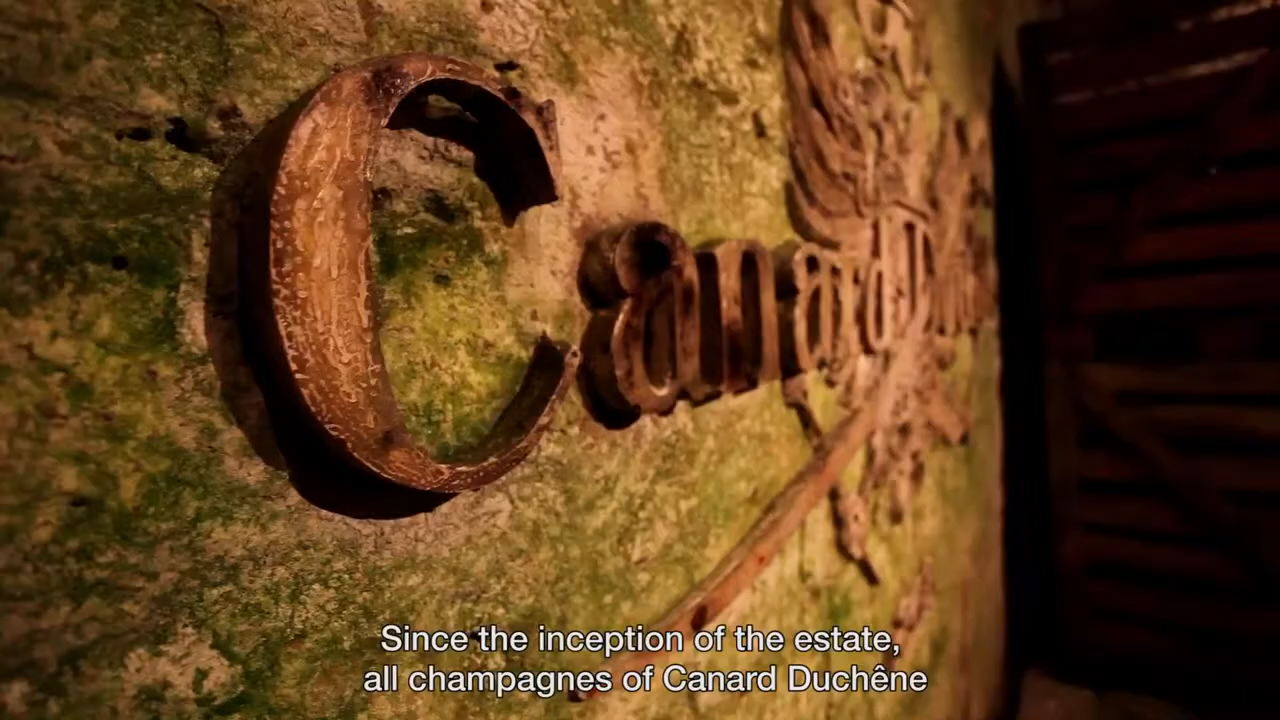 Canard
Since the inception of the estate,
all champagnes of Canard Duchêne